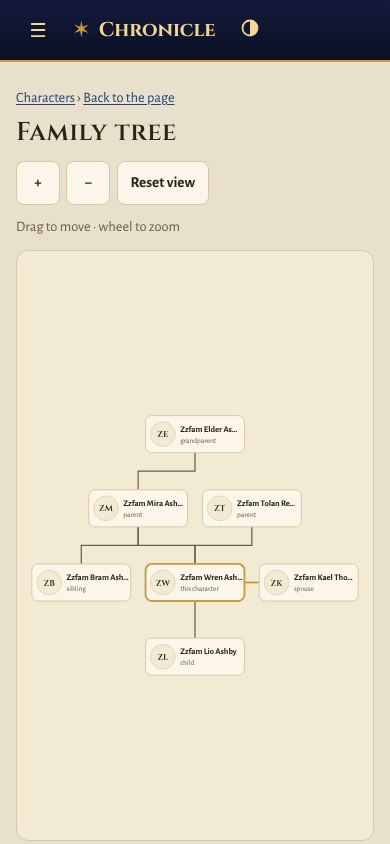 ☰ ✶ Chronicle
Characters › Back to the page
Family tree
+ − Reset view
Drag to move · wheel to zoom
ZE Zzfam Elder As…
grandparent
ZM Zzfam Mira Ash…
parent
ZT Zzfam Tolan Re…
parent
ZB Zzfam Bram Ash…
sibling
ZW Zzfam Wren Ash…
this character
ZK Zzfam Kael Tho…
spouse
ZL Zzfam Lio Ashby
child